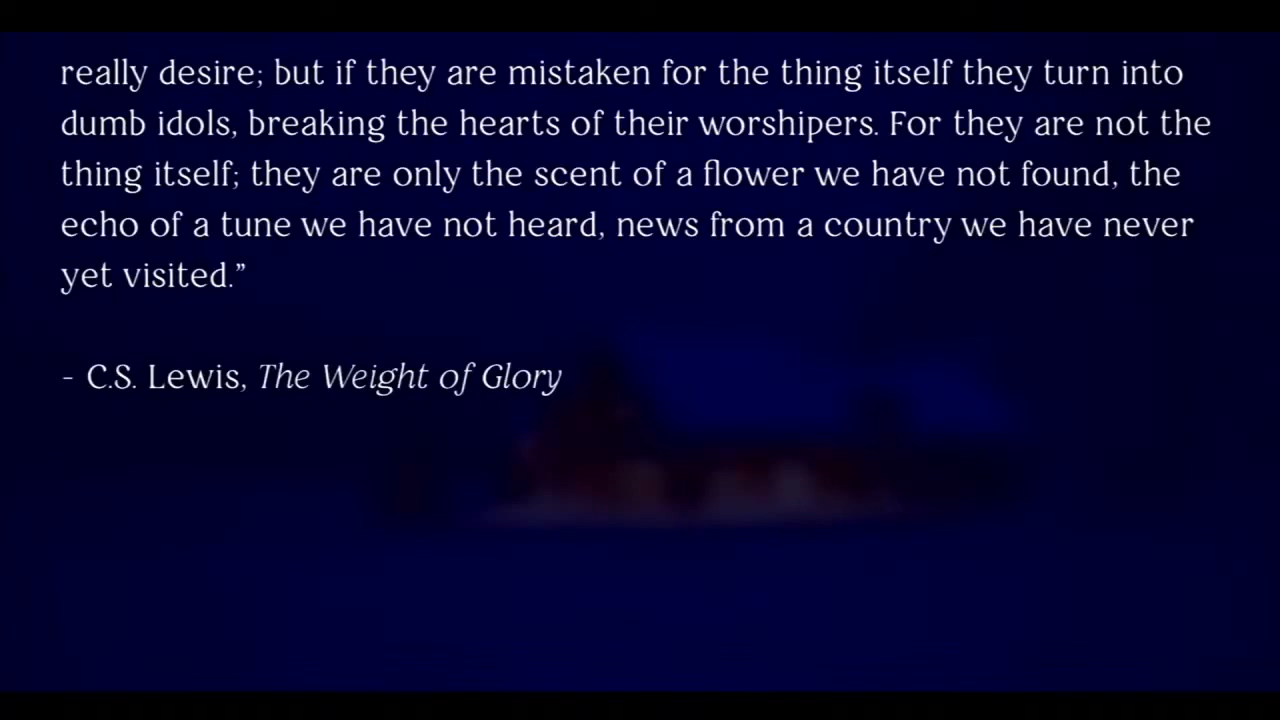 really desire; but if they are mistaken for the thing itself they turn into
dumb idols, breaking the hearts of their worshipers. For they are not the
thing itself; they are only the scent of a flower we have not found, the
echo of a tune we have not heard, news from a country we have never
yet visited.”
- C.S. Lewis, The Weight of Glory